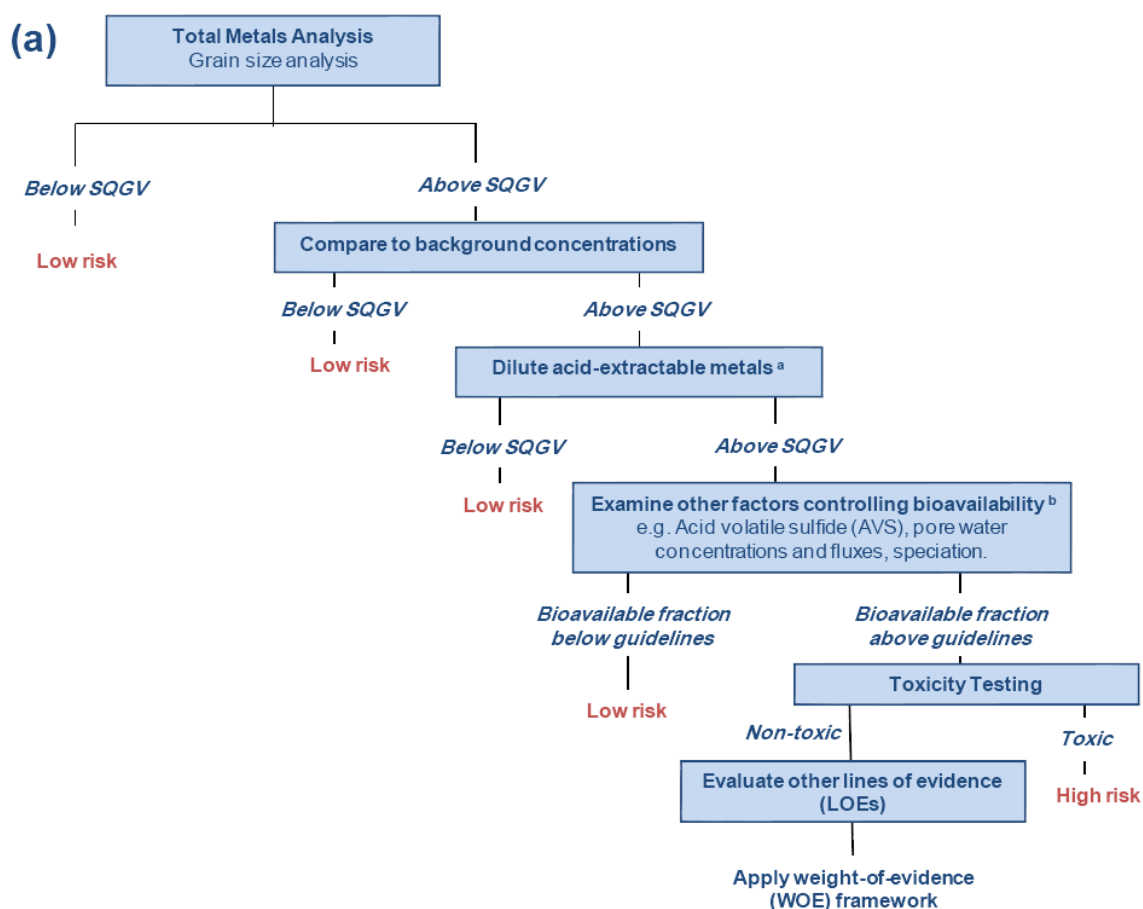 (a)
Total Metals Analysis
Grain size analysis
Below SQGV
Above SQGV
Low risk
Compare to background concentrations
Below SQGV
Above SQGV
Low risk
Dilute acid-extractable metals ᵃ
Below SQGV
Above SQGV
Low risk
Examine other factors controlling bioavailability ᵇ
e.g. Acid volatile sulfide (AVS), pore water
concentrations and fluxes, speciation.
Bioavailable fraction
below guidelines
Bioavailable fraction
above guidelines
Low risk
Toxicity Testing
Non-toxic
Toxic
Evaluate other lines of evidence
(LOEs)
High risk
Apply weight-of-evidence
(WOE) framework